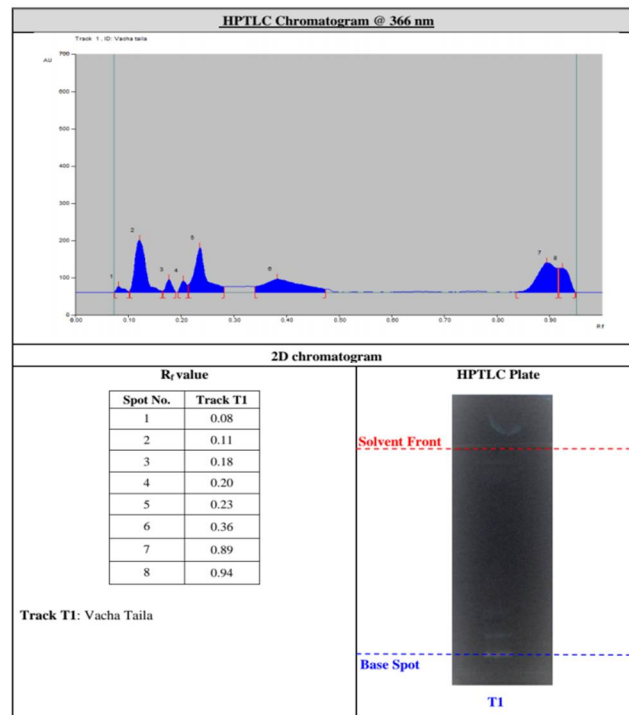 HPTLC Chromatogram @ 366 nm
Track 1 , ID: Vacha taila
AU
700
600
500
400
300
200
100
0
1
2
3
4
5
6
7
8
0.00 0.10 0.20 0.30 0.40 0.50 0.60 0.70 0.80 0.90
Rf
2D chromatogram
Rf value
Spot No. Track T1
1 0.08
2 0.11
3 0.18
4 0.20
5 0.23
6 0.36
7 0.89
8 0.94
Track T1: Vacha Taila
HPTLC Plate
Solvent Front
Base Spot
T1